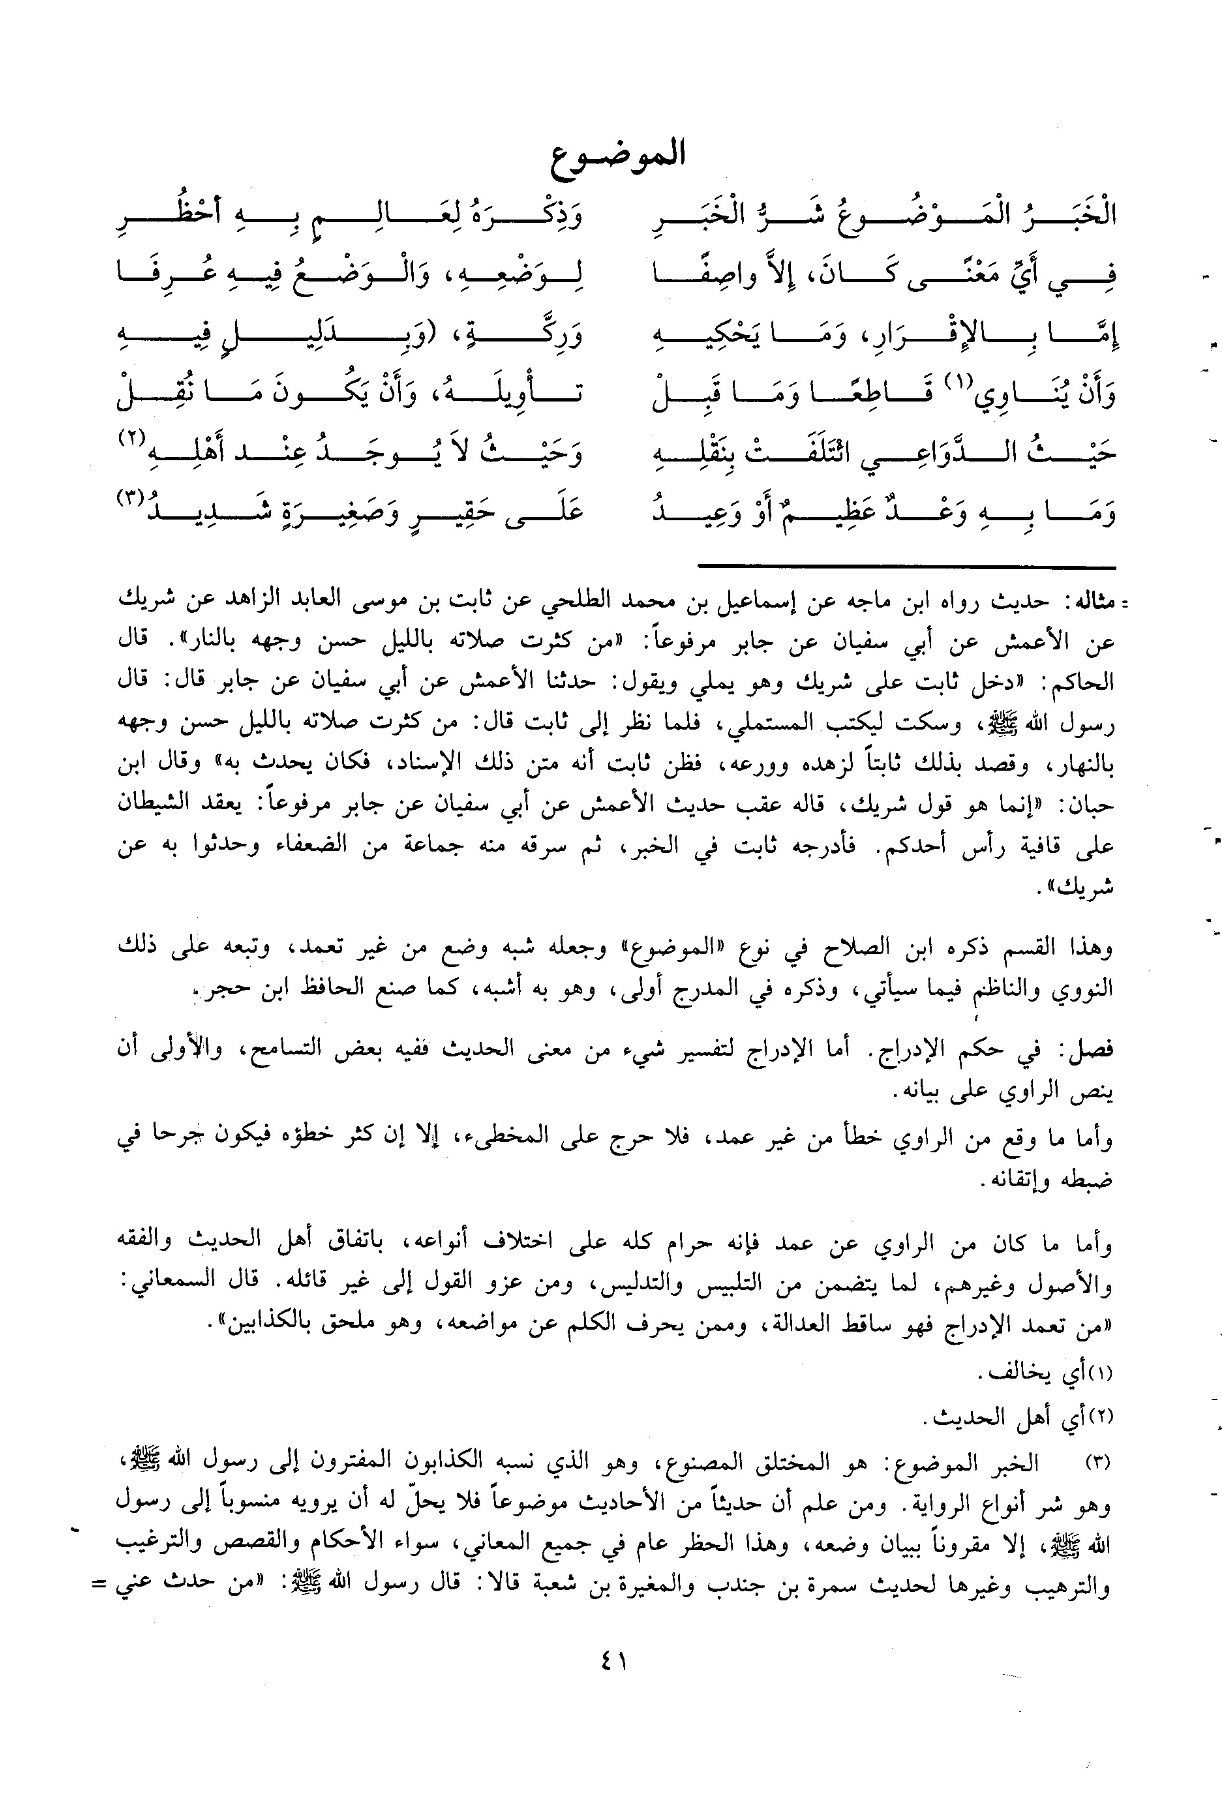 الموضوع
الْخَبَرُ الْمَوْضُوعُ شَرُّ الْخَبَرِ وَذِكْرَهُ لِعَالِمٍ بِهِ أحْظُرِ
فِي أَيِّ مَعْنًى كَانَ، إِلاَّ واصِفًا لِوَضْعِهِ، وَالْوَضْعُ فِيهِ عُرِفَا
إِمَّا بِالإِقْرَارِ، وَمَا يَحْكِيهِ وَرِكَّةٍ، (وَبِدَلِيلٍ فِيهِ
وَأَنْ يُنَاوِي(١) قَاطِعًا وَمَا قَبِلْ تأوِيلَهُ، وَأَنْ يَكُونَ مَا نُقِلْ
حَيْثُ الدَّوَاعِي ائْتَلَفَتْ بِنَقْلِهِ وَحَيْثُ لاَ يُوجَدُ عِنْد أَهْلِهِ(٢)
وَمَا بِهِ وَعْدٌ عَظِيمٌ أَوْ وَعِيدُ عَلَى حَقِيرٍ وَصَغِيرَةٍ شَدِيدُ(٣)
= مثاله: حديث رواه ابن ماجه عن إسماعيل بن محمد الطلحي عن ثابت بن موسى العابد الزاهد عن شريك
عن الأعمش عن أبي سفيان عن جابر مرفوعاً: «من كثرت صلاته بالليل حسن وجهه بالنار». قال
الحاكم: «دخل ثابت على شريك وهو يملي ويقول: حدثنا الأعمش عن أبي سفيان عن جابر قال: قال
رسول الله ﷺ، وسكت ليكتب المستملي، فلما نظر إلى ثابت قال: من كثرت صلاته بالليل حسن وجهه
بالنهار، وقصد بذلك ثابتاً لزهده وورعه، فظن ثابت أنه متن ذلك الإسناد، فكان يحدث به» وقال ابن
حبان: «إنما هو قول شريك، قاله عقب حديث الأعمش عن أبي سفيان عن جابر مرفوعاً: يعقد الشيطان
على قافية رأس أحدكم. فأدرجه ثابت في الخبر، ثم سرقه منه جماعة من الضعفاء وحدثوا به عن
شريك».
وهذا القسم ذكره ابن الصلاح في نوع «الموضوع» وجعله شبه وضع من غير تعمد، وتبعه على ذلك
النووي والناظم فيما سيأتي، وذكره في المدرج أولى، وهو به أشبه، كما صنع الحافظ ابن حجر.
فصل: في حكم الإدراج. أما الإدراج لتفسير شيء من معنى الحديث ففيه بعض التسامح، والأولى أن
ينص الراوي على بيانه.
وأما ما وقع من الراوي خطأ من غير عمد، فلا حرج على المخطىء، إلا إن كثر خطؤه فيكون جرحا في
ضبطه وإتقانه.
وأما ما كان من الراوي عن عمد فإنه حرام كله على اختلاف أنواعه، باتفاق أهل الحديث والفقه
والأصول وغيرهم، لما يتضمن من التلبيس والتدليس، ومن عزو القول إلى غير قائله. قال السمعاني:
«من تعمد الإدراج فهو ساقط العدالة، وممن يحرف الكلم عن مواضعه، وهو ملحق بالكذابين».
(١)أي يخالف.
(٢)أي أهل الحديث.
(٣) الخبر الموضوع: هو المختلق المصنوع، وهو الذي نسبه الكذابون المفترون إلى رسول الله ﷺ،
وهو شر أنواع الرواية. ومن علم أن حديثاً من الأحاديث موضوعاً فلا يحلّ له أن يرويه منسوباً إلى رسول
الله ﷺ، إلا مقروناً ببيان وضعه، وهذا الحظر عام في جميع المعاني، سواء الأحكام والقصص والترغيب
والترهيب وغيرها لحديث سمرة بن جندب والمغيرة بن شعبة قالا: قال رسول الله ﷺ: «من حدث عني =
٤١